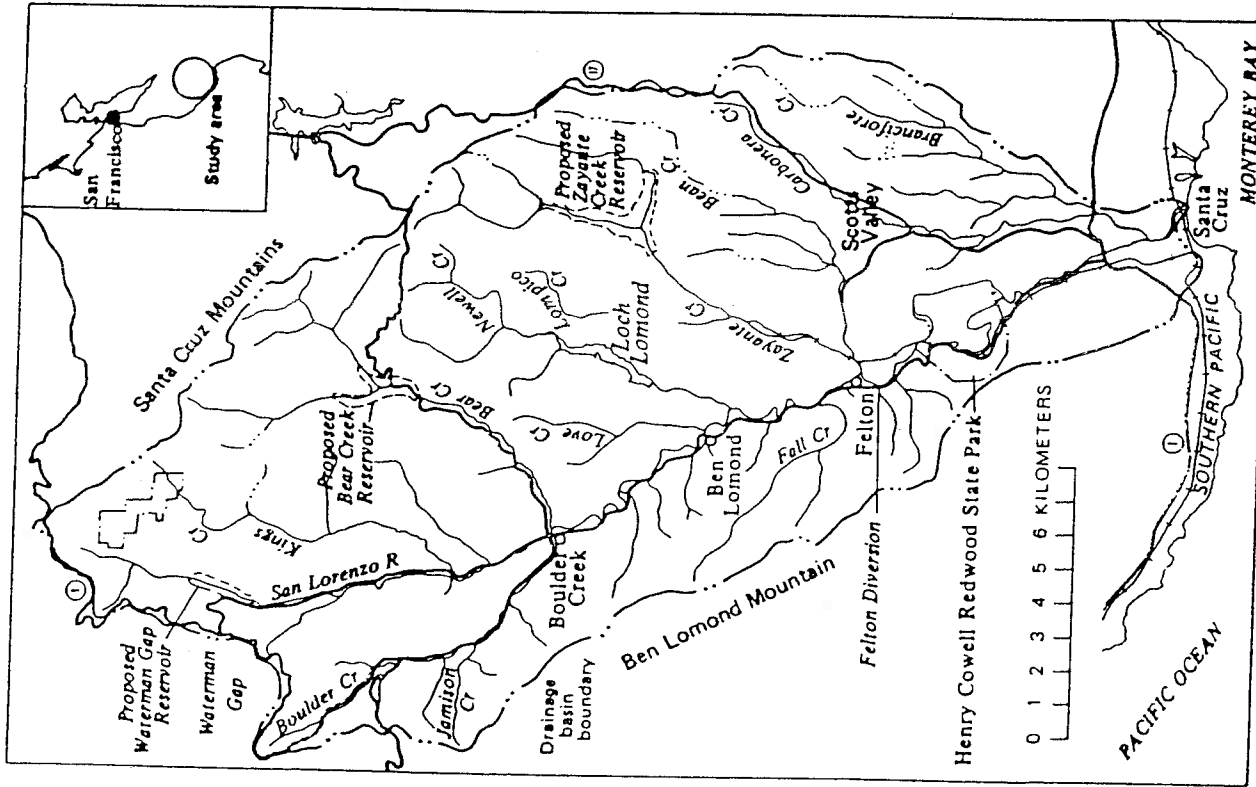 San
Francisco
Study area
Santa Cruz Mountains
Proposed
Waterman Gap
Reservoir
Waterman
Gap
1
Kings
Cr
San Lorenzo R
Proposed
Bear Creek
Reservoir
Bear Cr
Newell
Cr
Lompico
Cr
Loch
Lomond
Proposed
Zayante
Creek
Reservoir
Zayante
Cr
Bean
Cr
Carbonera
Cr
Branciforte
Cr
Scotts
Valley
Boulder Cr
Jamison
Cr
Boulder
Creek
Love
Cr
Ben
Lomond
Fall Cr
Felton
Drainage
basin
boundary
Ben Lomond Mountain
Felton Diversion
Henry Cowell Redwood State Park
0 1 2 3 4 5 6 KILOMETERS
1
SOUTHERN PACIFIC
PACIFIC OCEAN
Santa
Cruz
MONTEREY BAY